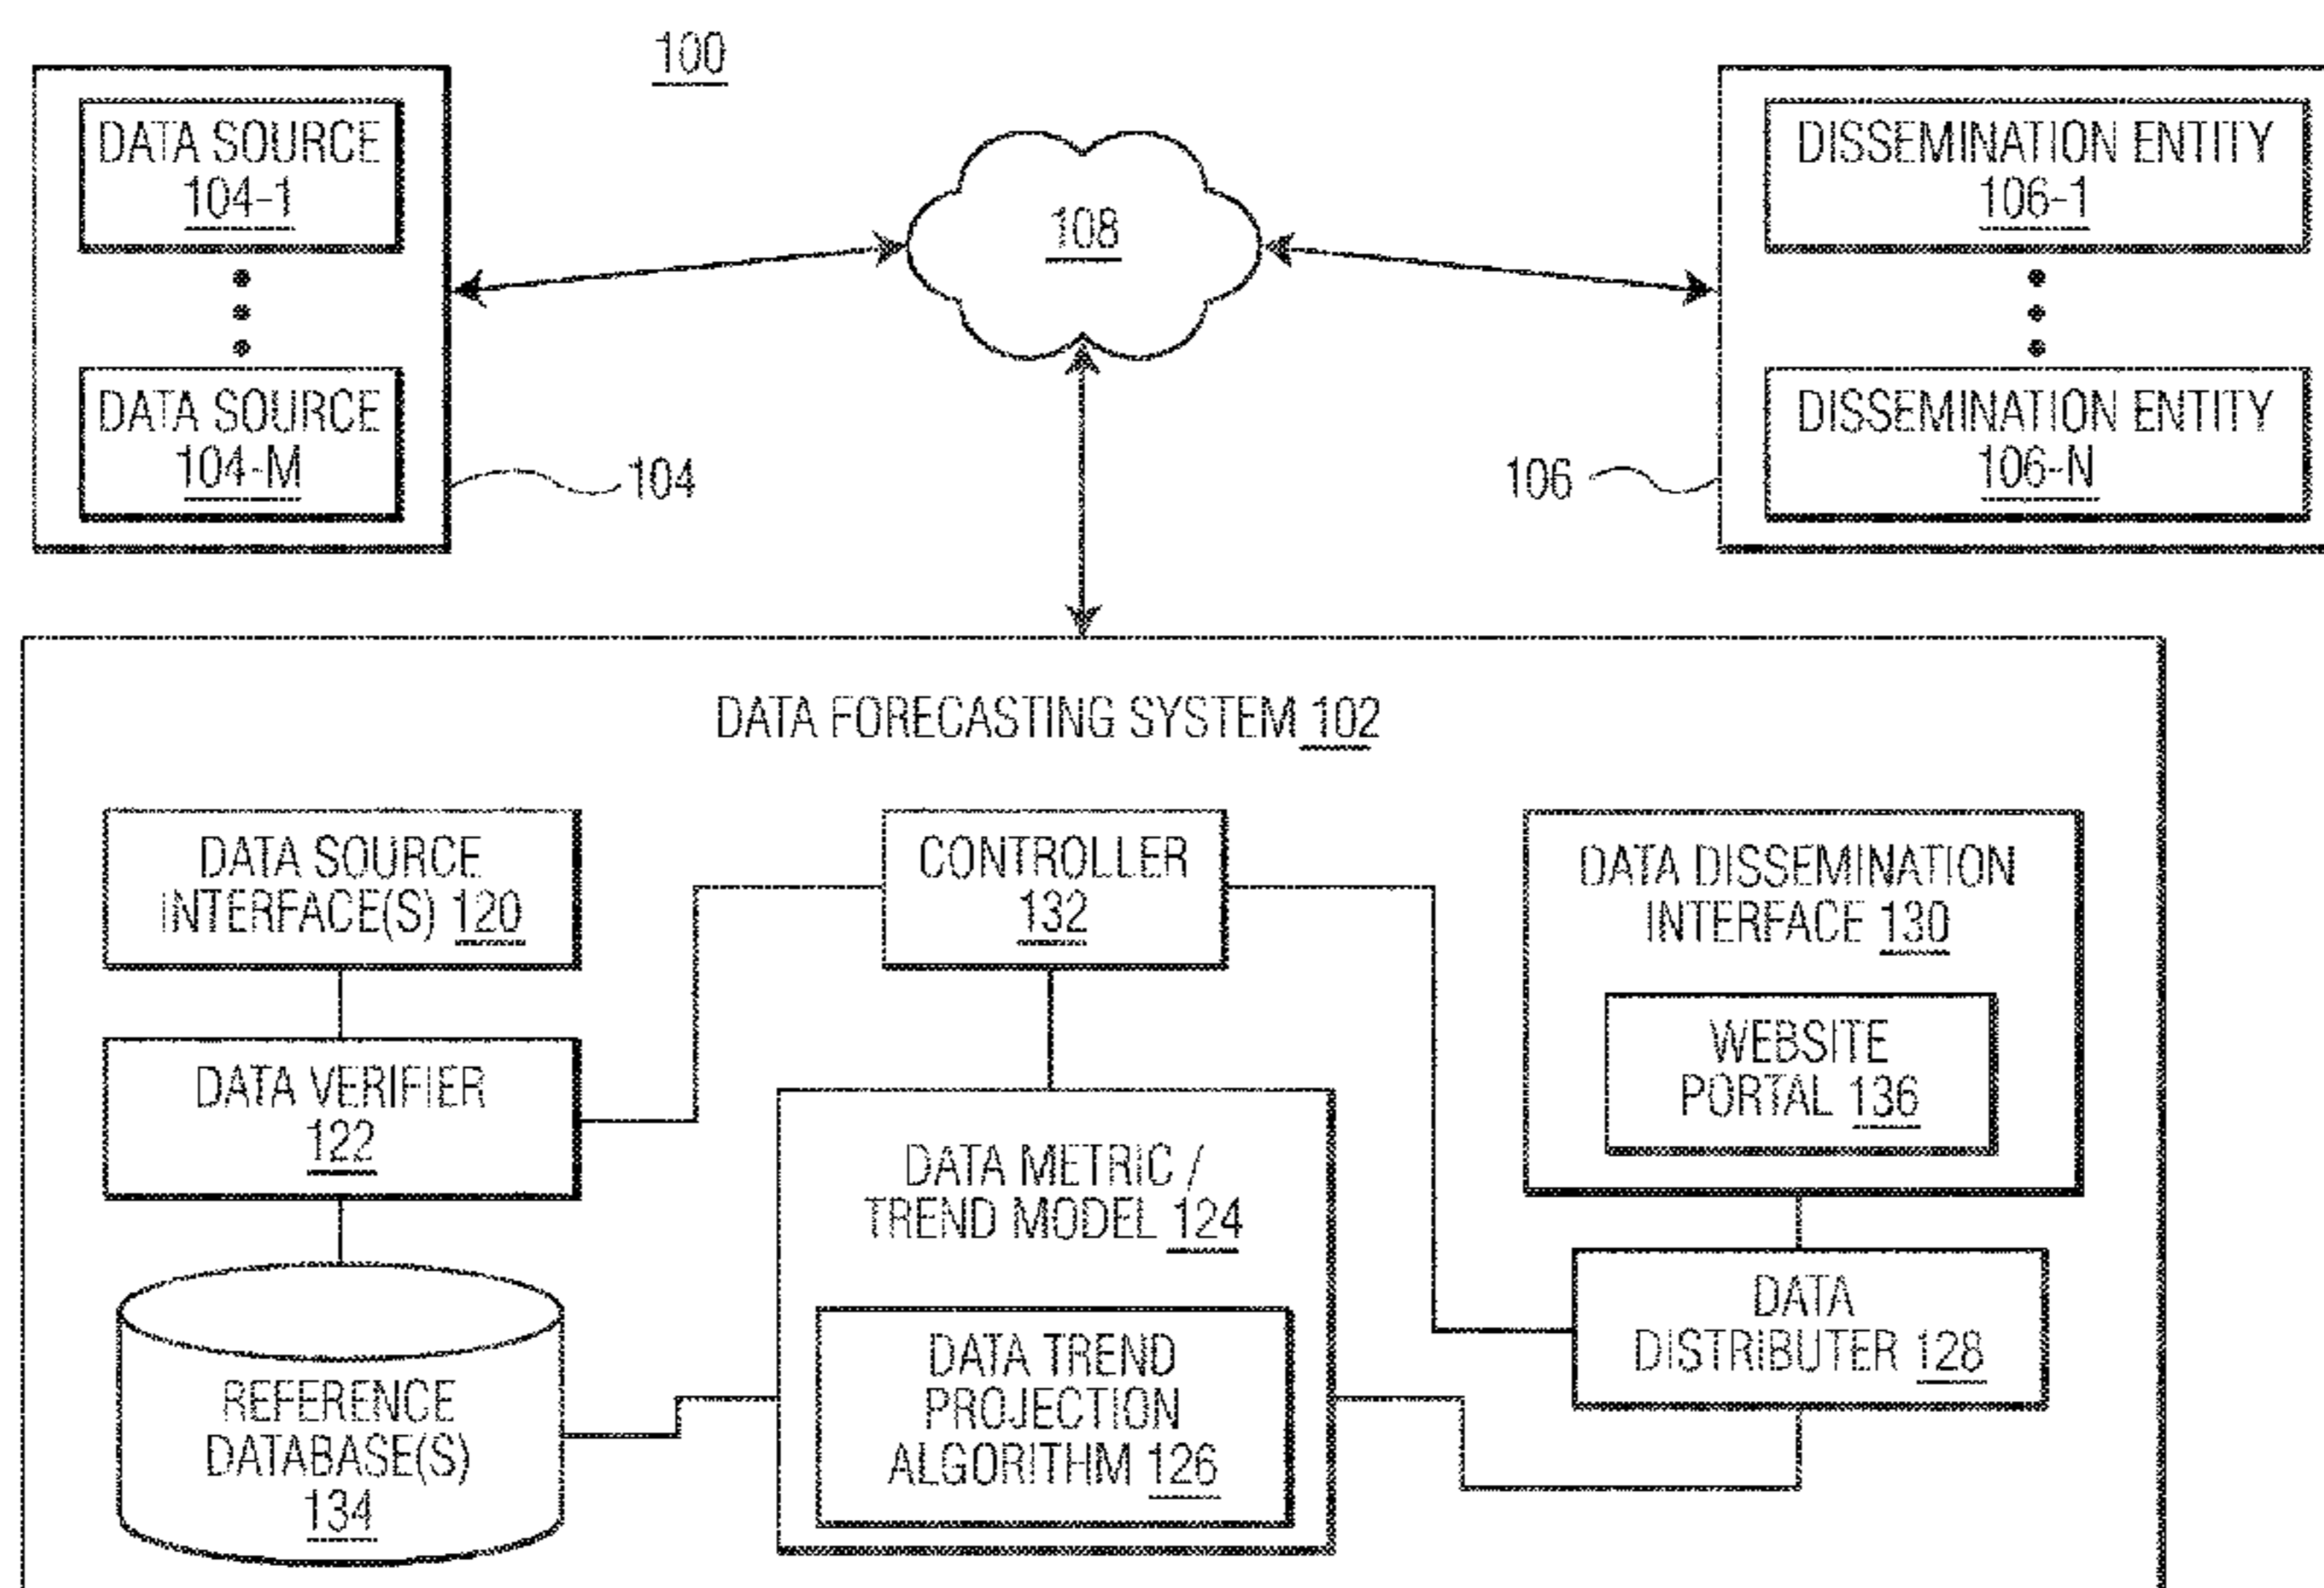 100
DATA SOURCE
104-1
DATA SOURCE
104-M
104
108
DISSEMINATION ENTITY
106-1
DISSEMINATION ENTITY
106-N
106
DATA FORECASTING SYSTEM 102
DATA SOURCE
INTERFACE(S) 120
DATA VERIFIER
122
REFERENCE
DATABASE(S)
134
CONTROLLER
132
DATA METRIC /
TREND MODEL 124
DATA TREND
PROJECTION
ALGORITHM 126
DATA DISSEMINATION
INTERFACE 130
WEBSITE
PORTAL 136
DATA
DISTRIBUTER 128